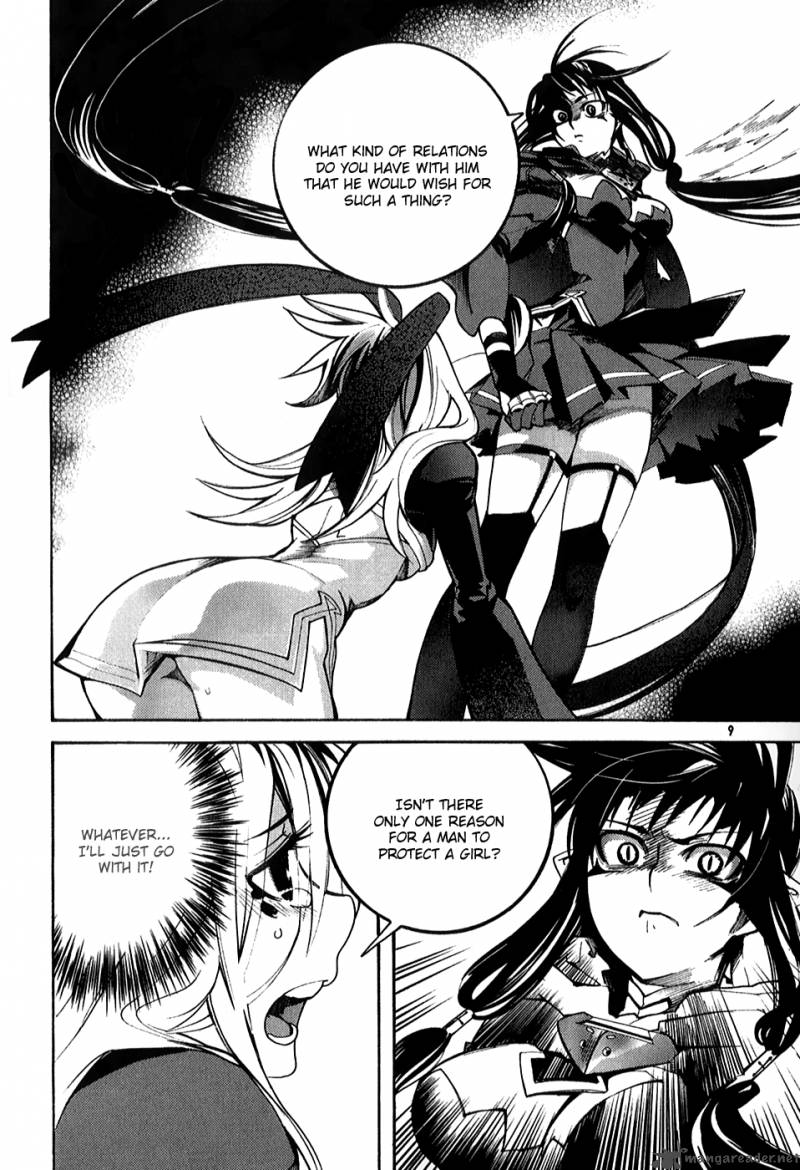 WHAT KIND OF RELATIONS
DO YOU HAVE WITH HIM
THAT HE WOULD WISH FOR
SUCH A THING?
9
ISN'T THERE
ONLY ONE REASON
FOR A MAN TO
PROTECT A GIRL?
WHATEVER...
I'LL JUST GO
WITH IT!
mangareader.net